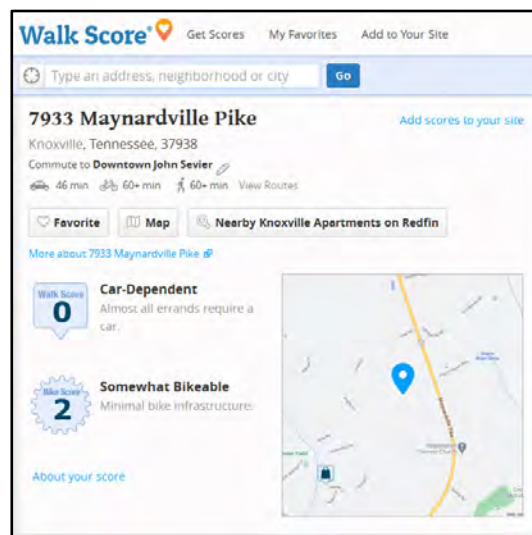 Walk Score® Get Scores My Favorites Add to Your Site
Type an address, neighborhood or city Go
7933 Maynardville Pike Add scores to your site
Knoxville, Tennessee, 37938
Commute to Downtown John Sevier
46 min 60+ min 60+ min View Routes
Favorite Map Nearby Knoxville Apartments on Redfin
More about 7933 Maynardville Pike
Walk Score
0
Car-Dependent
Almost all errands require a
car.
Bike Score
2
Somewhat Bikeable
Minimal bike infrastructure.
About your score
Maynardville Pike